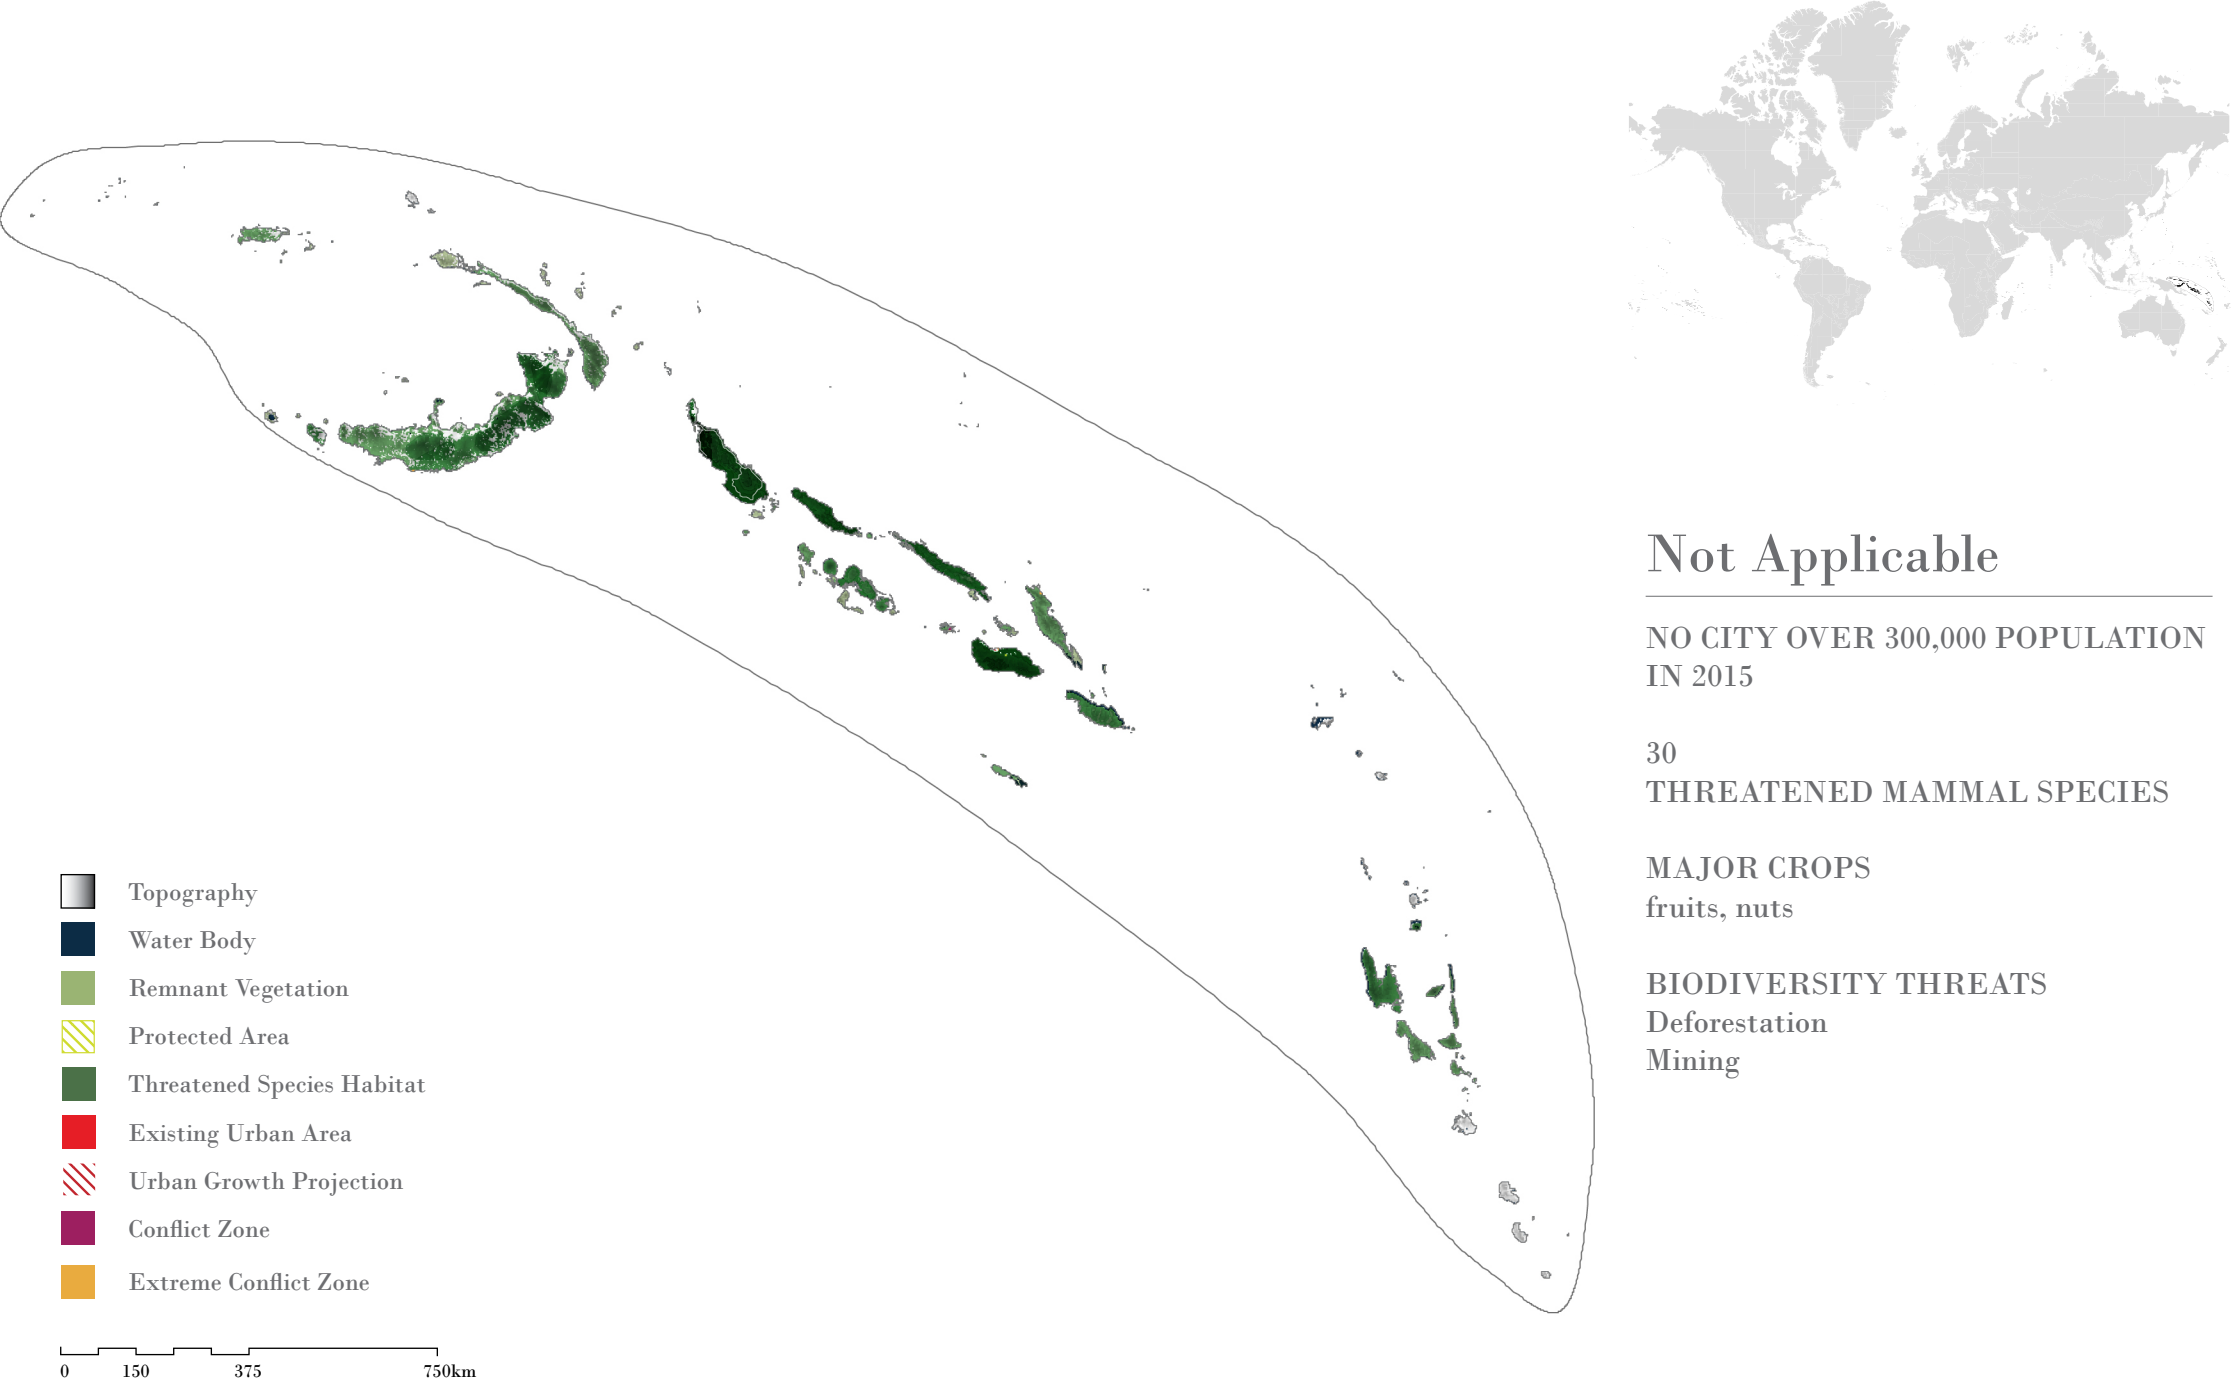 Not Applicable
NO CITY OVER 300,000 POPULATION
IN 2015
30
THREATENED MAMMAL SPECIES
MAJOR CROPS
fruits, nuts
BIODIVERSITY THREATS
Deforestation
Mining
Topography
Water Body
Remnant Vegetation
Protected Area
Threatened Species Habitat
Existing Urban Area
Urban Growth Projection
Conflict Zone
Extreme Conflict Zone
0 150 375 750km